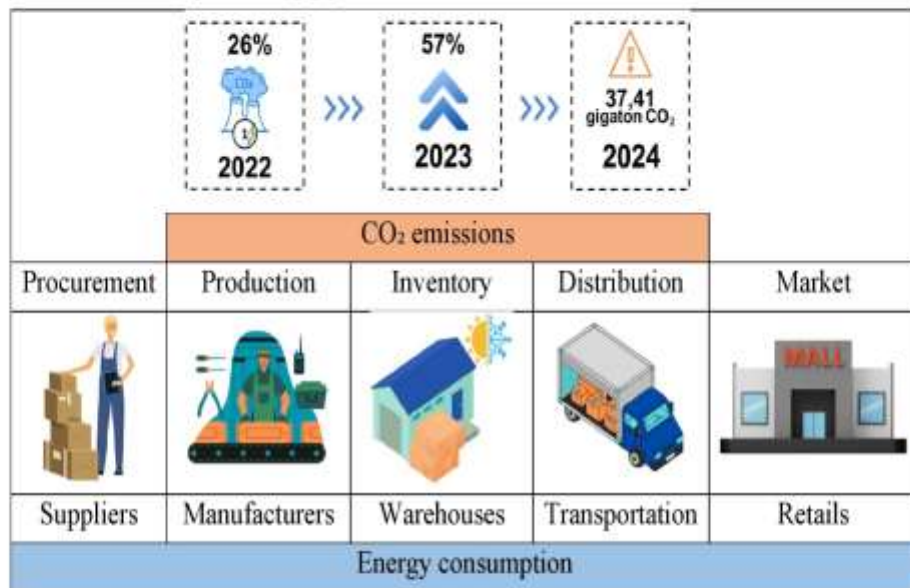 26%
57%
37,41
gigaton CO₂
2022
2023
2024
CO₂ emissions
Procurement
Production
Inventory
Distribution
Market
MALL
Suppliers
Manufacturers
Warehouses
Transportation
Retails
Energy consumption